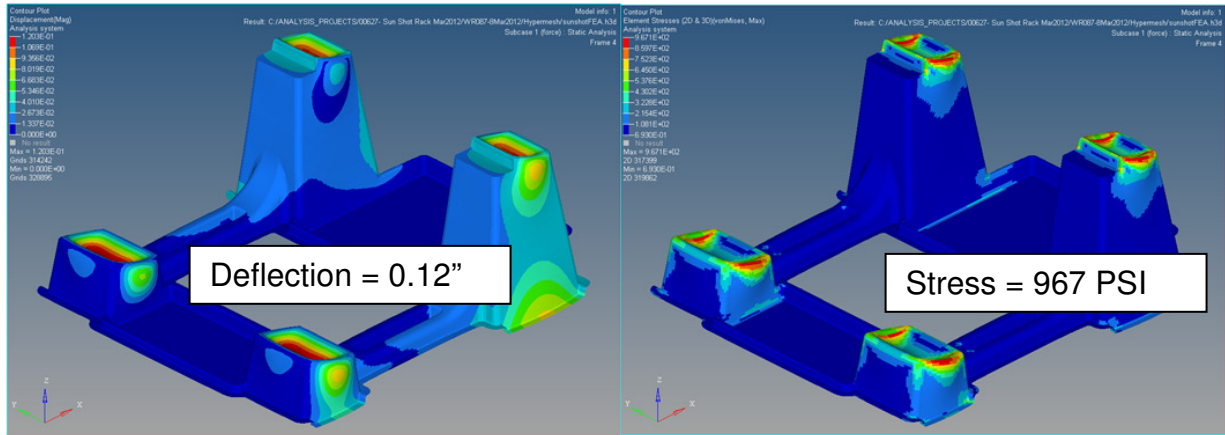 Contour Plot
Displacement(Mag)
Analysis system
1.203E-01
1.069E-01
9.356E-02
8.019E-02
6.683E-02
5.346E-02
4.010E-02
2.673E-02
1.337E-02
0.000E+00
No result
Max = 1.203E-01
Grids 314242
Min = 0.000E+00
Grids 328895
Model info: 1
Result: C:/ANALYSIS_PROJECTS/00627- Sun Shot Rack Mar2012/WR087-8Mar2012/Hypermesh/sunshotFEA.h3d
Subcase 1 (force) : Static Analysis
Frame 4
Deflection = 0.12”
Z
Y
X
Contour Plot
Element Stresses (2D & 3D)(vonMises, Max)
Analysis system
9.671E+02
8.597E+02
7.523E+02
6.450E+02
5.376E+02
4.302E+02
3.228E+02
2.154E+02
1.081E+02
6.930E-01
No result
Max = 9.671E+02
2D 317399
Min = 6.930E-01
2D 319862
Model info: 1
Result: C:/ANALYSIS_PROJECTS/00627- Sun Shot Rack Mar2012/WR087-8Mar2012/Hypermesh/sunshotFEA.h3d
Subcase 1 (force) : Static Analysis
Frame 4
Stress = 967 PSI
Z
Y
X